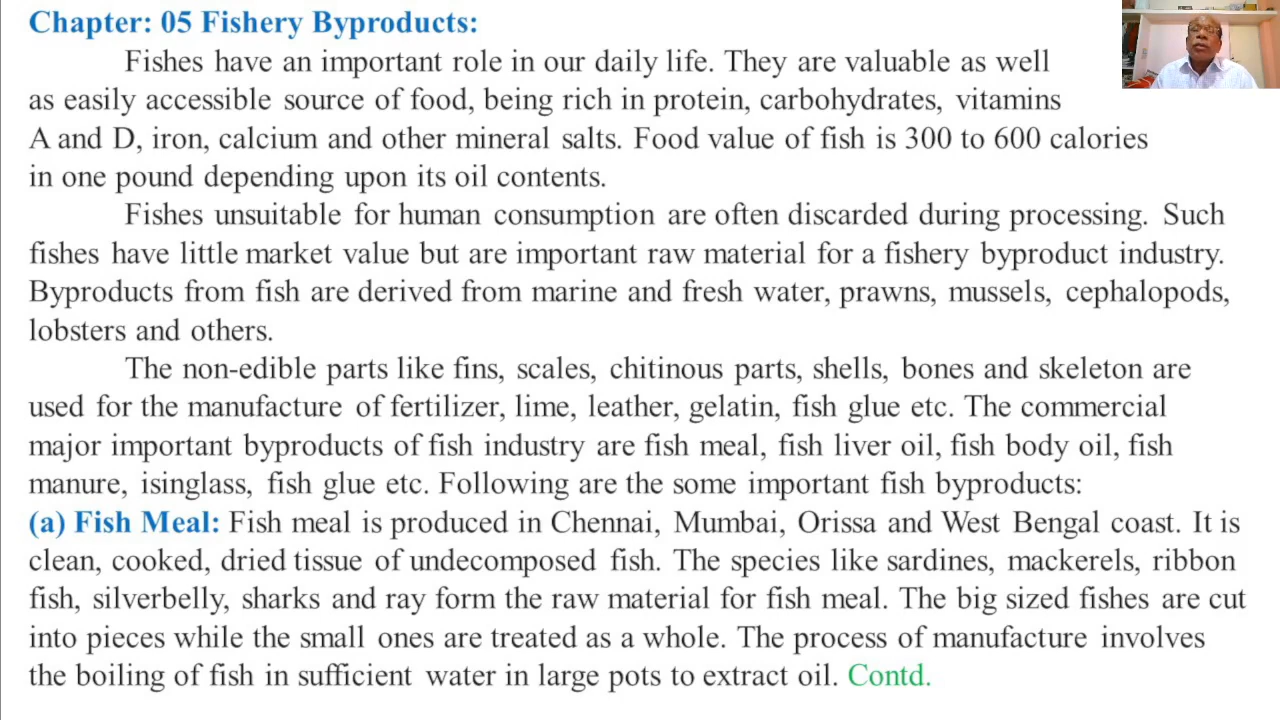 Chapter: 05 Fishery Byproducts:
Fishes have an important role in our daily life. They are valuable as well
as easily accessible source of food, being rich in protein, carbohydrates, vitamins
A and D, iron, calcium and other mineral salts. Food value of fish is 300 to 600 calories
in one pound depending upon its oil contents.
Fishes unsuitable for human consumption are often discarded during processing. Such
fishes have little market value but are important raw material for a fishery byproduct industry.
Byproducts from fish are derived from marine and fresh water, prawns, mussels, cephalopods,
lobsters and others.
The non-edible parts like fins, scales, chitinous parts, shells, bones and skeleton are
used for the manufacture of fertilizer, lime, leather, gelatin, fish glue etc. The commercial
major important byproducts of fish industry are fish meal, fish liver oil, fish body oil, fish
manure, isinglass, fish glue etc. Following are the some important fish byproducts:
(a) Fish Meal: Fish meal is produced in Chennai, Mumbai, Orissa and West Bengal coast. It is
clean, cooked, dried tissue of undecomposed fish. The species like sardines, mackerels, ribbon
fish, silverbelly, sharks and ray form the raw material for fish meal. The big sized fishes are cut
into pieces while the small ones are treated as a whole. The process of manufacture involves
the boiling of fish in sufficient water in large pots to extract oil. Contd.